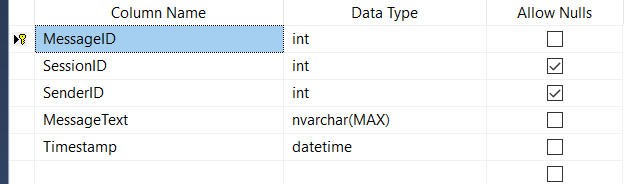 Column Name Data Type Allow Nulls
MessageID int
SessionID int
SenderID int
MessageText nvarchar(MAX)
Timestamp datetime